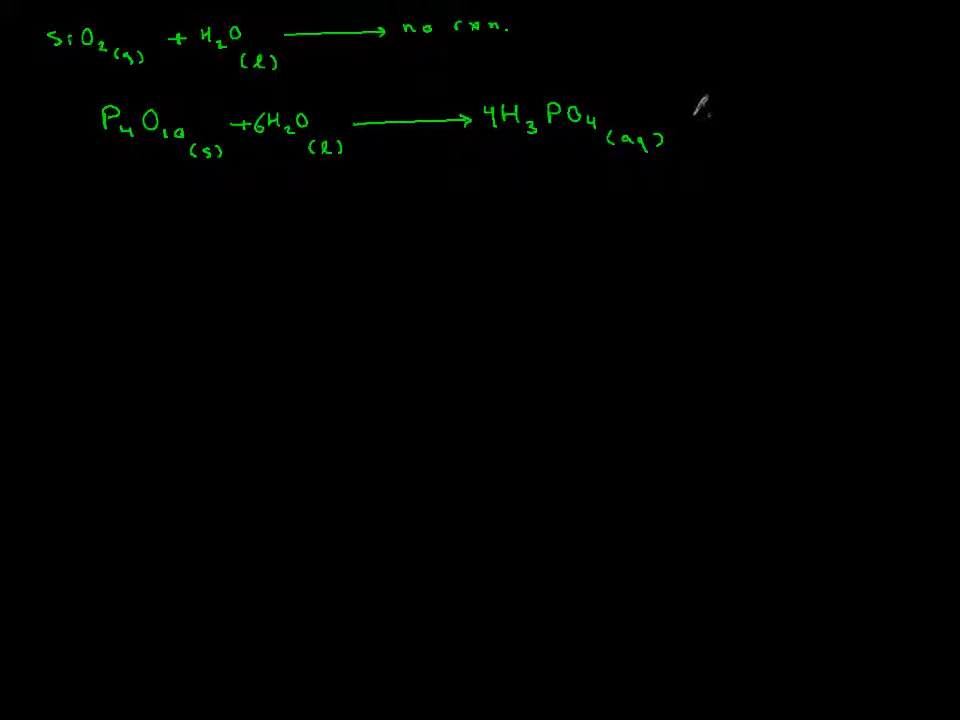 SiO₂(g) + H₂O(l) ⟶ no rxn.
P₄O₁₀(s) + 6H₂O(l) ⟶ 4H₃PO₄(aq)